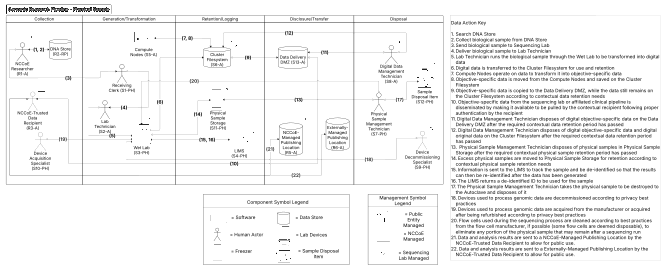 Genomic Research Pipeline - Physical Sample
Collection
Generation/Transformation
Retention/Logging
Disclosure/Transfer
Disposal
(1, 2)
DNA Store
(R2-RP)
NCCoE
Researcher
(R1-A)
(3)
NCCoE-Trusted
Data
Recipient
(R3-A)
Device
Acquisition
Specialist
(S10-PH)
Compute
Nodes
(S5-A)
Receiving
Clerk (S1-PH)
(4)
Lab
Technician
(S2-A)
(5)
Wet Lab
(S3-PH)
(6)
(7, 8)
Cluster
Filesystem
(S6-A)
(9)
(20)
Physical
Sample
Storage
(S11-PH)
(19, 16)
LIMS
(S4-PH)
(10)
(12)
Data Delivery
DMZ (S12-A)
(11)
(13)
NCCoE-
Managed
Publishing
Location
(R5-A)
Externally-
Managed
Publishing
Location
(R6-A)
(21)
(22)
Digital Data
Management
Technician
(S8-A)
Sample
Disposal Item
(S12-PH)
(17)
Physical
Sample
Management
Technician
(S7-PH)
Device
Decommissioning
Specialist
(S9-PH)
(18)
Component Symbol Legend
= Software
= Data Store
= Human Actor
= Lab Devices
= Freezer
= Sample Disposal
Item
Management Symbol
Legend
= Public
Entity
Managed
= NCCoE
Managed
= Sequencing
Lab Managed
Data Action Key
1. Search DNA Store
2. Collect biological sample from DNA Store
3. Send biological sample to Sequencing Lab
4. Deliver biological sample to Lab Technician
5. Lab Technician runs the biological sample through the Wet Lab to be transformed into digital
data
6. Digital data is transferred to the Cluster Filesystem for use and retention
7. Compute Nodes operate on data to transform it into objective-specific data
8. Objective-specific data is moved from the Compute Nodes and saved on the Cluster
Filesystem
9. Objective-specific data is copied to the Data Delivery DMZ, while the data still remains on
the Cluster Filesystem according to contextual data retention needs
10. Objective-specific data from the sequencing lab or affiliated clinical pipeline is
disseminated by making it available to be pulled by the contextual recipient following proper
authentication by the recipient
11. Digital Data Management Technician disposes of digital objective-specific data on the Data
Delivery DMZ after the required contextual data retention period has passed
12. Digital Data Management Technician disposes of objective-specific data and digital
original data on the Cluster Filesystem after the required contextual data retention period
has passed
13. Physical Sample Management Technician disposes of physical samples in Physical Sample
Storage after the required contextual sample retention period has passed
14. Excess physical samples are moved to Physical Sample Storage for retention according to
contextual physical sample retention needs
15. Information is sent to the LIMS to track the sample and be de-identified so that the results
can then be re-identified after the data has been generated
16. The LIMS returns a de-identified ID to be used for the sample
17. The Physical Sample Management Technician takes the physical sample to be destroyed to
the Autoclave and disposes of it
18. Devices used to process genomic data are decommissioned according to privacy best
practices
19. Devices used to process genomic data are acquired from the manufacturer or acquired
after being refurbished according to privacy best practices
20. Flow cells used during the sequencing process are cleaned according to best practices
from the flow cell manufacturer, if possible (some flow cells are deemed disposable), to
eliminate any portion of the physical sample that may remain after a sequencing run
21. Data and analysis results are sent to a NCCoE-Managed Publishing Location by the
NCCoE-Trusted Data Recipient to allow for public use.
22. Data and analysis results are sent to a Externally-Managed Publishing Location by the
NCCoE-Trusted Data Recipient to allow for public use.